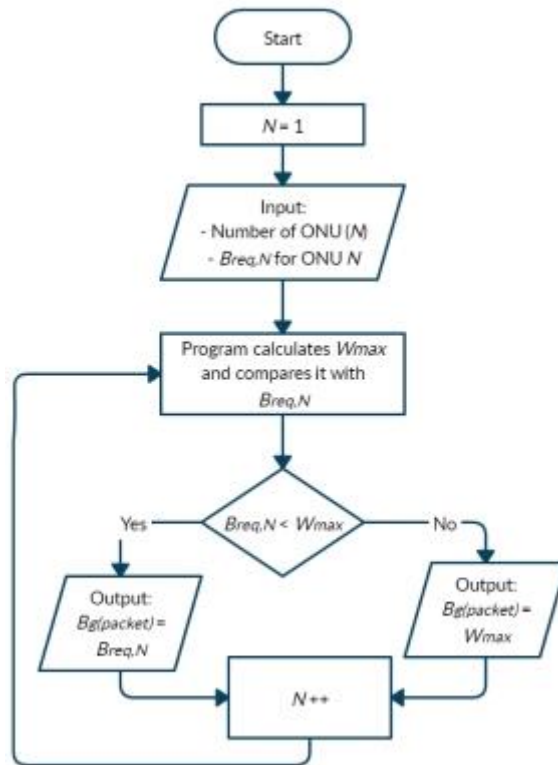 Start
N = 1
Input:
- Number of ONU (N)
- Breq,N for ONU N
Program calculates Wmax
and compares it with
Breq,N
Breq,N < Wmax
Yes
No
Output:
Bg(packet) =
Breq,N
Output:
Bg(packet) =
Wmax
N ++